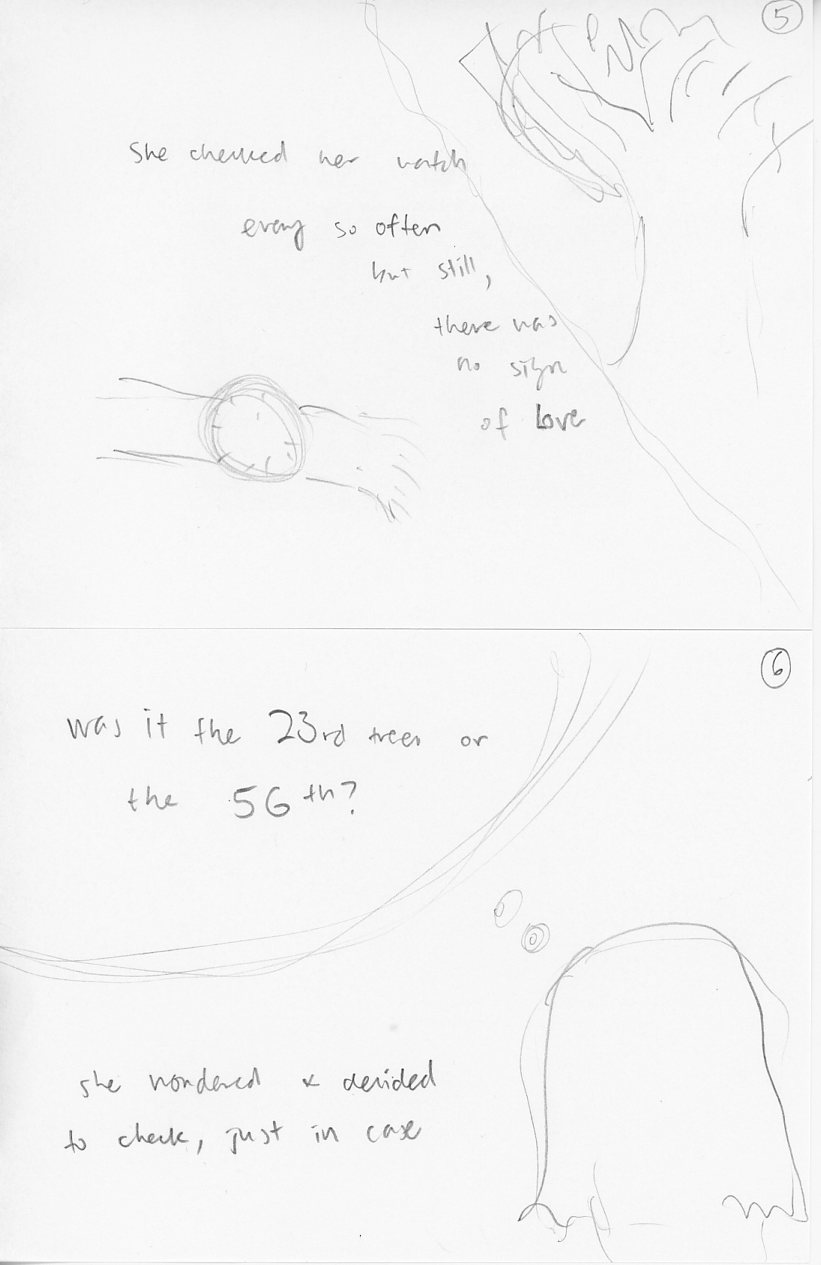 5
She checked her watch
every so often
but still,
there was
no sign
of love
6
was it the 23rd tree or
the 56th?
she wondered & decided
to check, just in case